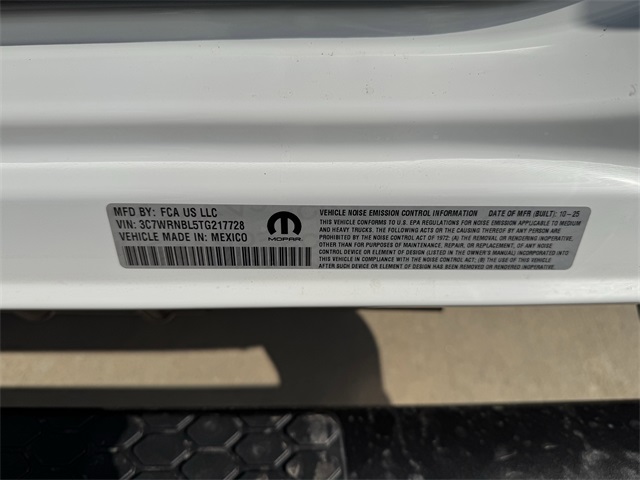 MFD BY: FCA US LLC
VIN: 3C7WRNBL5TG217728
VEHICLE MADE IN: MEXICO
MOPAR
VEHICLE NOISE EMISSION CONTROL INFORMATION DATE OF MFR (BUILT): 10-25
THIS VEHICLE CONFORMS TO U.S. EPA REGULATIONS FOR NOISE EMISSION APPLICABLE TO MEDIUM
AND HEAVY TRUCKS. THE FOLLOWING ACTS OR THE CAUSING THEREOF BY ANY PERSON
ARE PROHIBITED BY THE NOISE CONTROL ACT OF 1972: (A) THE REMOVAL OR RENDERING INOPERATIVE,
OTHER THAN FOR PURPOSES OF MAINTENANCE, REPAIR, OR REPLACEMENT, OF ANY NOISE
CONTROL DEVICE OR ELEMENT OF DESIGN (LISTED IN THE OWNER'S MANUAL) INCORPORATED INTO
THIS VEHICLE IN COMPLIANCE WITH THE NOISE CONTROL ACT; (B) THE USE OF THIS VEHICLE
AFTER SUCH DEVICE OR ELEMENT OF DESIGN HAS BEEN REMOVED OR RENDERED INOPERATIVE.